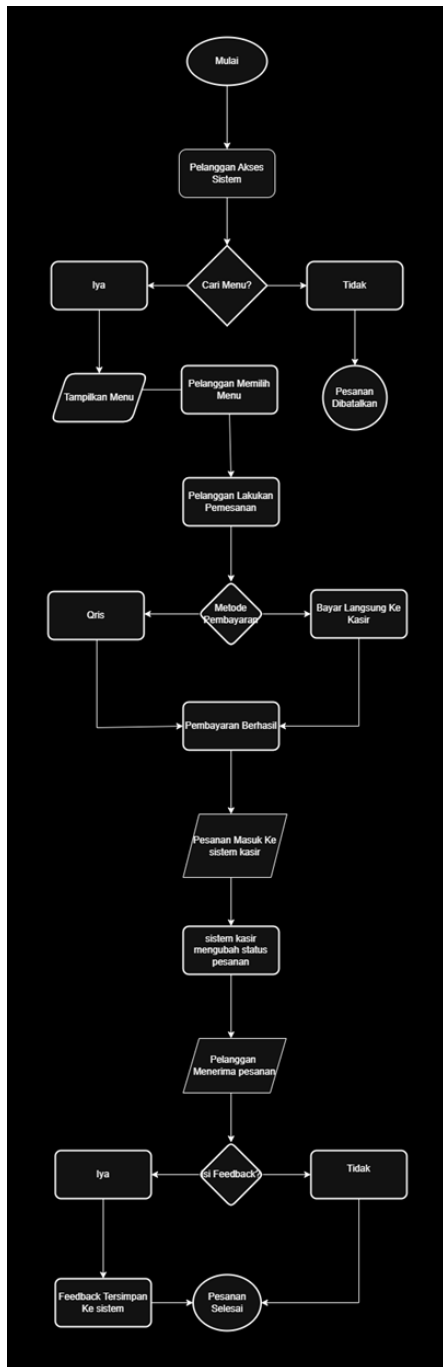 Mulai
Pelanggan Akses
Sistem
Iya
Cari Menu?
Tidak
Tampilkan Menu
Pelanggan Memilih
Menu
Pesanan
Dibatalkan
Pelanggan Lakukan
Pemesanan
Qris
Metode
Pembayaran
Bayar Langsung Ke
Kasir
Pembayaran Berhasil
Pesanan Masuk Ke
sistem kasir
sistem kasir
mengubah status
pesanan
Pelanggan
Menerima pesanan
Iya
Isi Feedback?
Tidak
Feedback Tersimpan
Ke sistem
Pesanan
Selesai